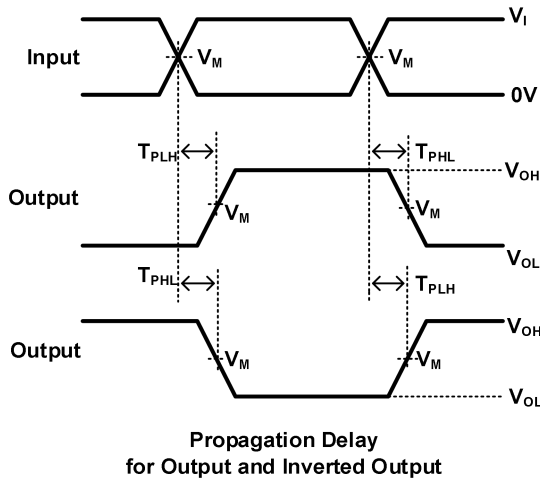 VI
Input
VM
VM
0V
TPLH
TPHL
VOH
Output
VM
VM
VOL
TPHL
TPLH
VOH
Output
VM
VM
VOL
Propagation Delay
for Output and Inverted Output